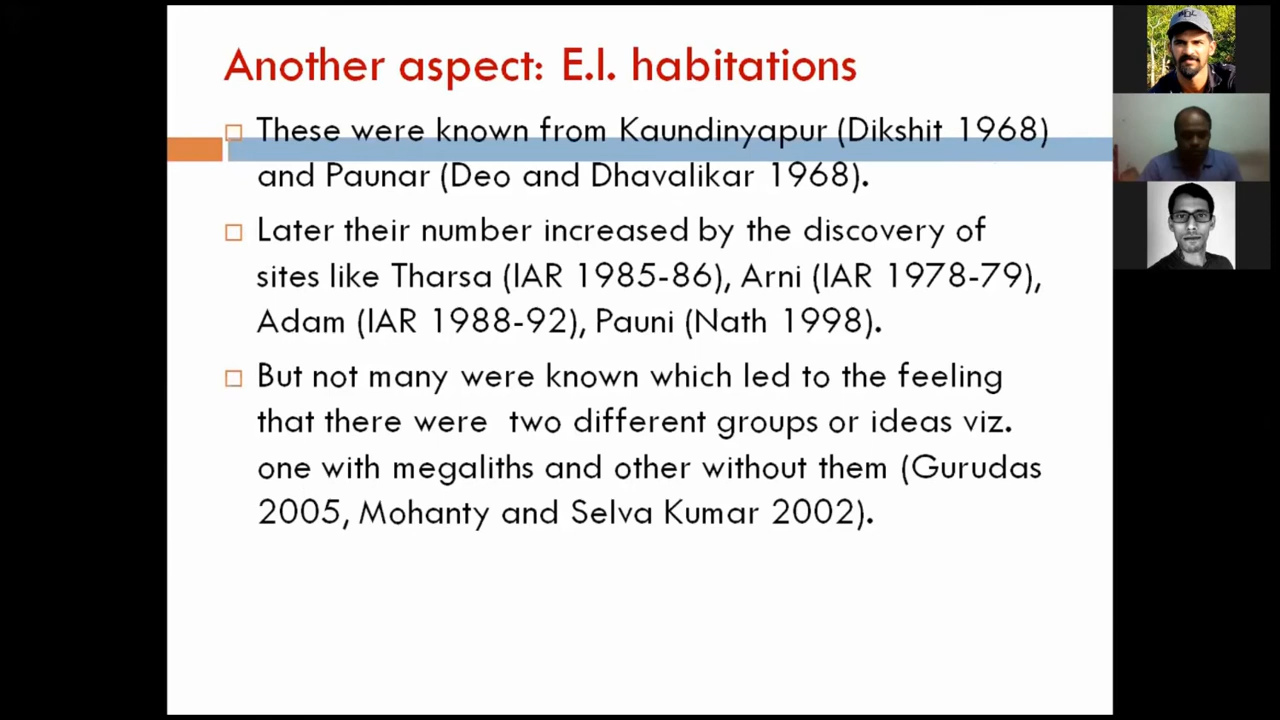 Another aspect: E.I. habitations
These were known from Kaundinyapur (Dikshit 1968)
and Paunar (Deo and Dhavalikar 1968).
Later their number increased by the discovery of
sites like Tharsa (IAR 1985-86), Arni (IAR 1978-79),
Adam (IAR 1988-92), Pauni (Nath 1998).
But not many were known which led to the feeling
that there were two different groups or ideas viz.
one with megaliths and other without them (Gurudas
2005, Mohanty and Selva Kumar 2002).